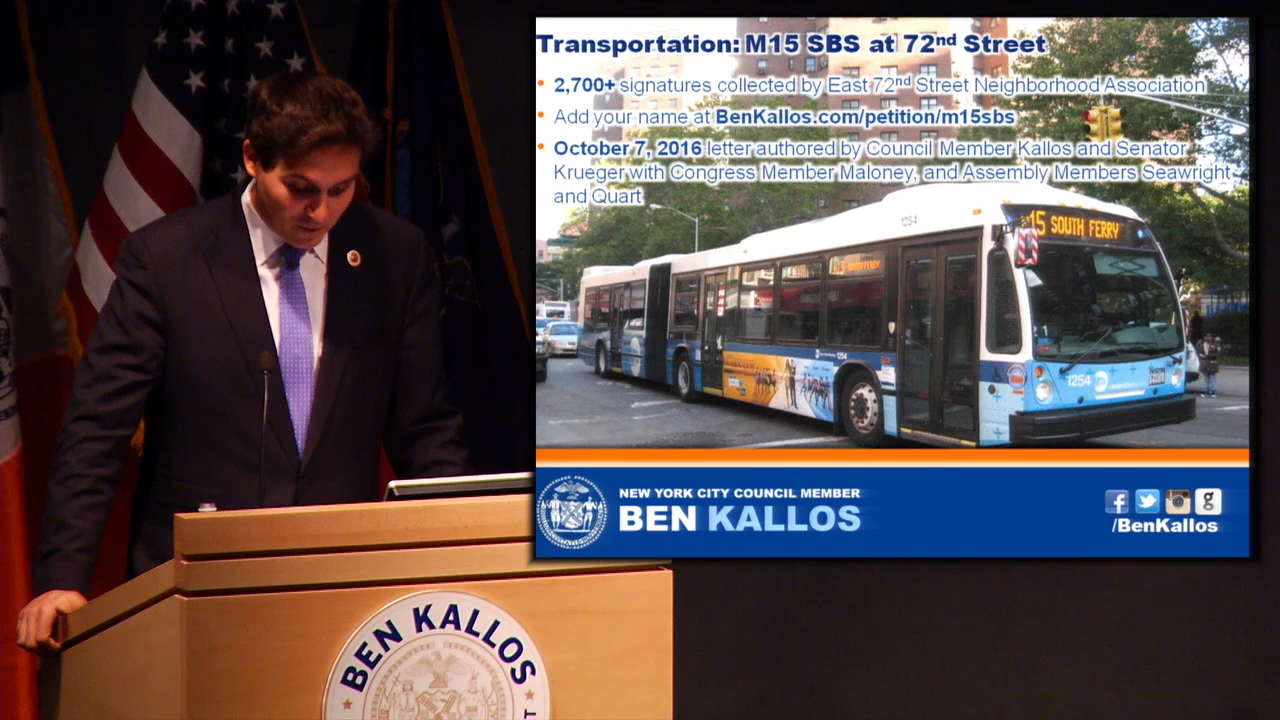 Transportation: M15 SBS at 72nd Street
• 2,700+ signatures collected by East 72nd Street Neighborhood Association
• Add your name at BenKallos.com/petition/m15sbs
• October 7, 2016 letter authored by Council Member Kallos and Senator
Krueger with Congress Member Maloney, and Assembly Members Seawright
and Quart
1254
15 SOUTH FERRY
1254
1254
NEW YORK CITY COUNCIL MEMBER
BEN KALLOS
/BenKallos
BEN KALLOS